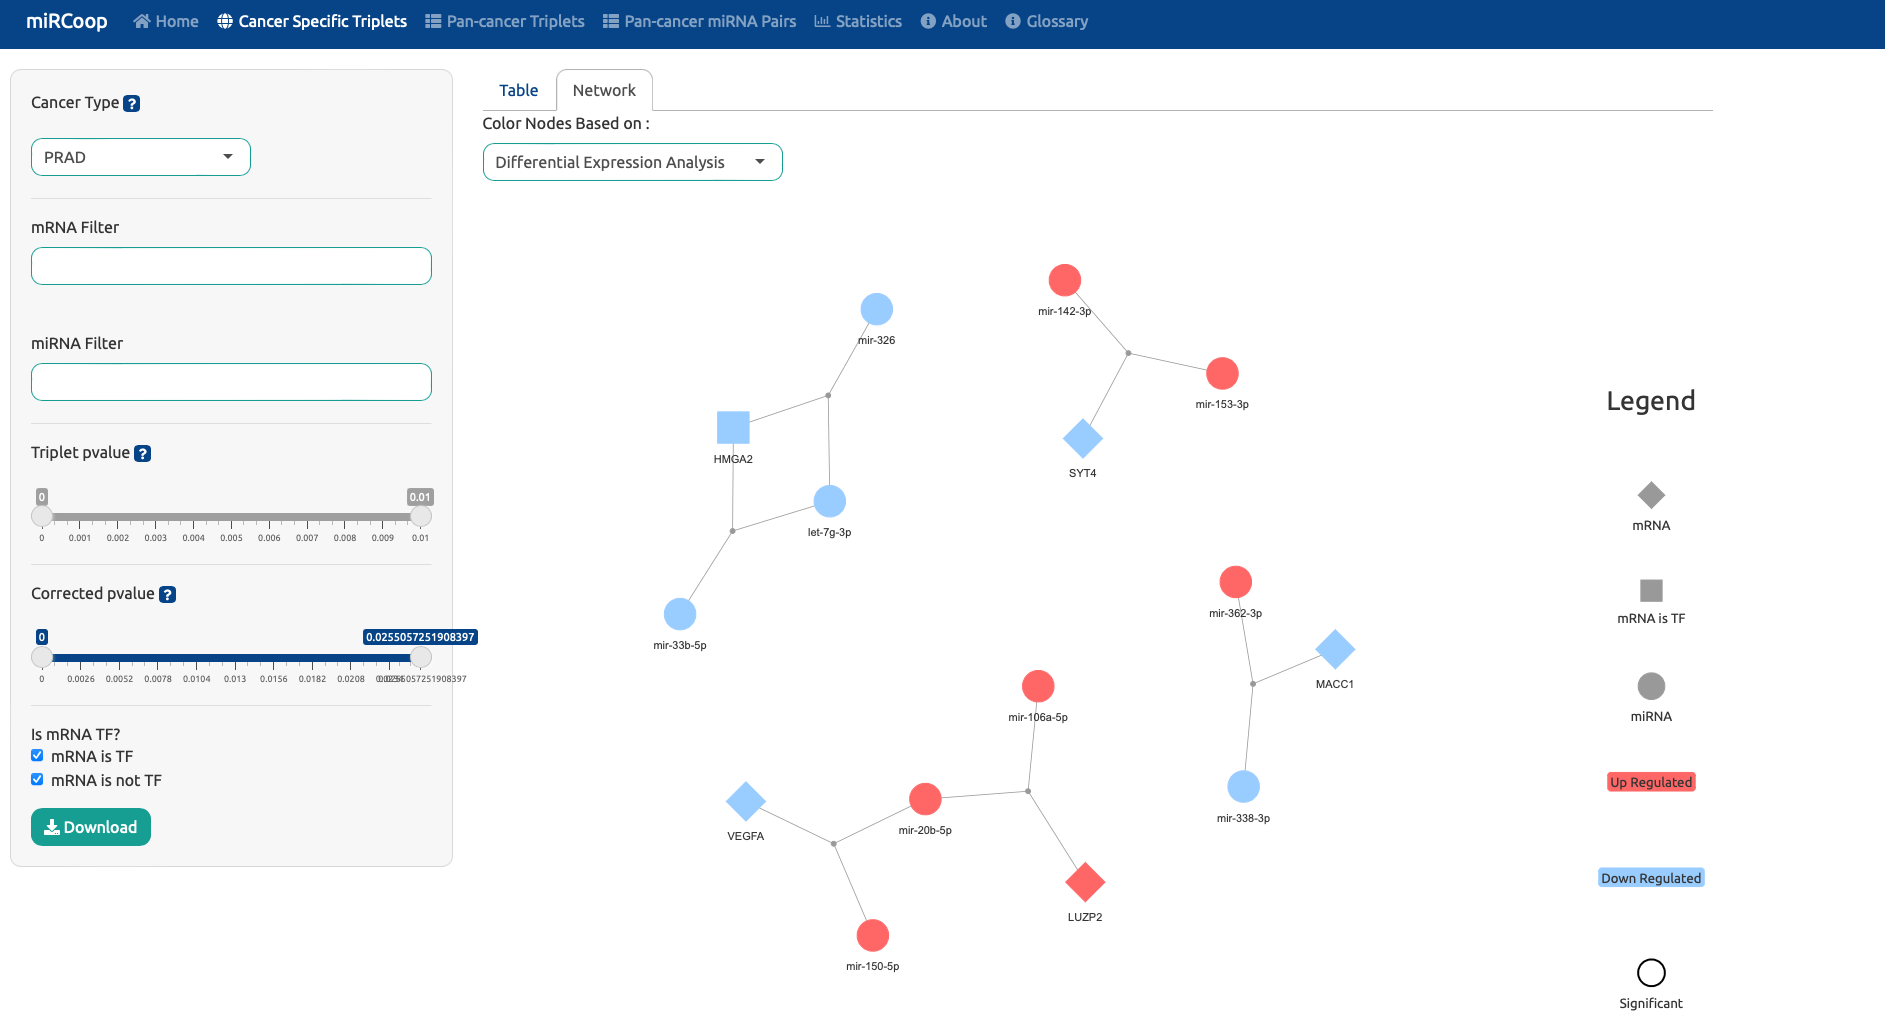 miRCoop Home Cancer Specific Triplets Pan-cancer Triplets Pan-cancer miRNA Pairs Statistics About Glossary
Cancer Type ?
PRAD
mRNA Filter
miRNA Filter
Triplet pvalue ?
0 0.01
0 0.001 0.002 0.003 0.004 0.005 0.006 0.007 0.008 0.009 0.01
Corrected pvalue ?
0 0.0255057251908397
0 0.0026 0.0052 0.0078 0.0104 0.013 0.0156 0.0182 0.0208
Is mRNA TF?
mRNA is TF
mRNA is not TF
Download
Table Network
Color Nodes Based on :
Differential Expression Analysis
mir-142-3p
mir-326
mir-153-3p
HMGA2
SYT4
let-7g-3p
mir-362-3p
mir-33b-5p
MACC1
mir-106a-5p
mir-338-3p
VEGFA
mir-20b-5p
LUZP2
mir-150-5p
Legend
mRNA
mRNA is TF
miRNA
Up Regulated
Down Regulated
Significant